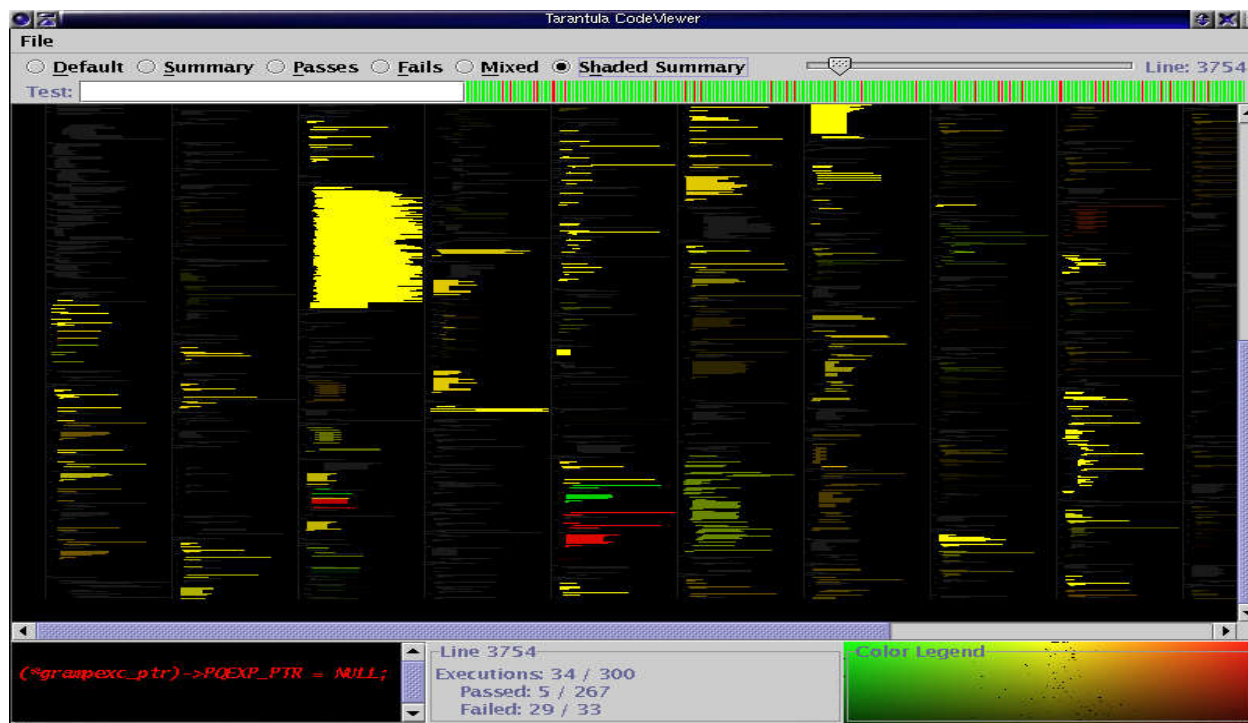 Tarantula CodeViewer
File
Default Summary Passes Fails Mixed Shaded Summary Line: 3754
Test:
(*grampexc_ptr)->PQEXP_PTR = NULL;
Line 3754
Executions: 34 / 300
Passed: 5 / 267
Failed: 29 / 33
Color Legend